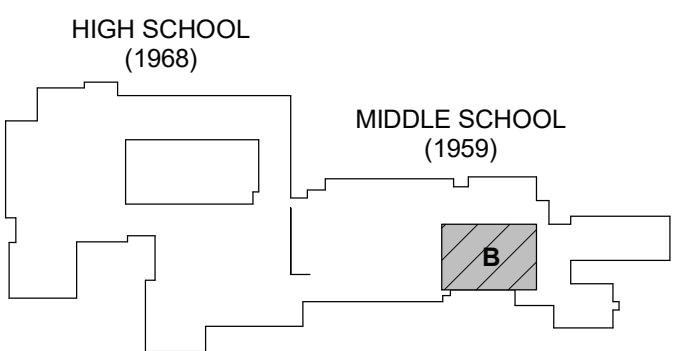 HIGH SCHOOL
(1968)
MIDDLE SCHOOL
(1959)
B